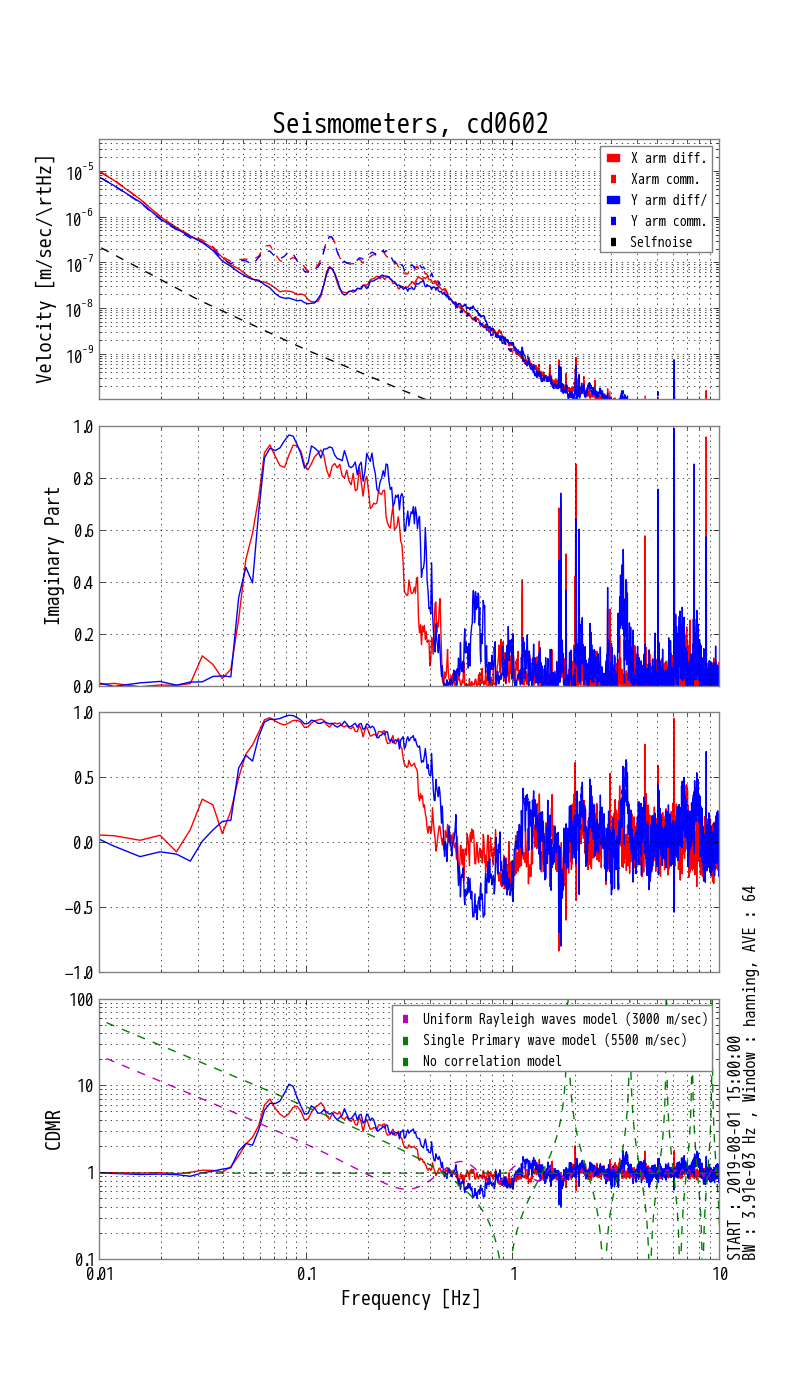 Seismometers, cd0602
Velocity [m/sec/\rtHz]
10^-5
10^-6
10^-7
10^-8
10^-9
X arm diff.
Xarm comm.
Y arm diff/
Y arm comm.
Selfnoise
Imaginary Part
1.0
0.8
0.6
0.4
0.2
0.0
1.0
0.5
0.0
−0.5
−1.0
CDMR
100
10
1
0.1
Uniform Rayleigh waves model (3000 m/sec)
Single Primary wave model (5500 m/sec)
No correlation model
0.01
0.1
1
10
Frequency [Hz]
START : 2019-08-01 15:00:00
BW : 3.91e-03 Hz , Window : hanning, AVE : 64